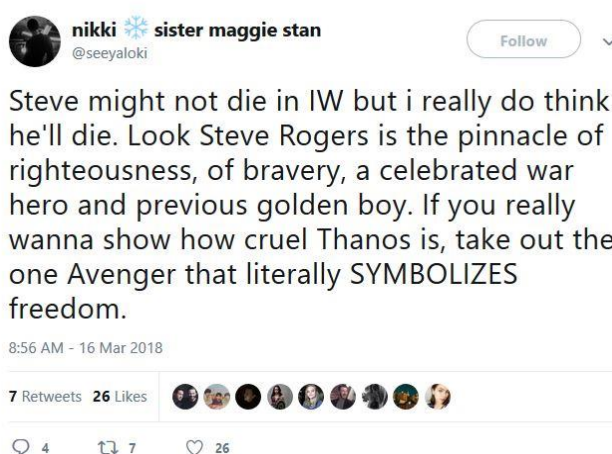 nikki ❄ sister maggie stan
@seeyaloki
Follow
Steve might not die in IW but i really do think
he'll die. Look Steve Rogers is the pinnacle of
righteousness, of bravery, a celebrated war
hero and previous golden boy. If you really
wanna show how cruel Thanos is, take out the
one Avenger that literally SYMBOLIZES
freedom.
8:56 AM - 16 Mar 2018
7 Retweets 26 Likes
4 7 26